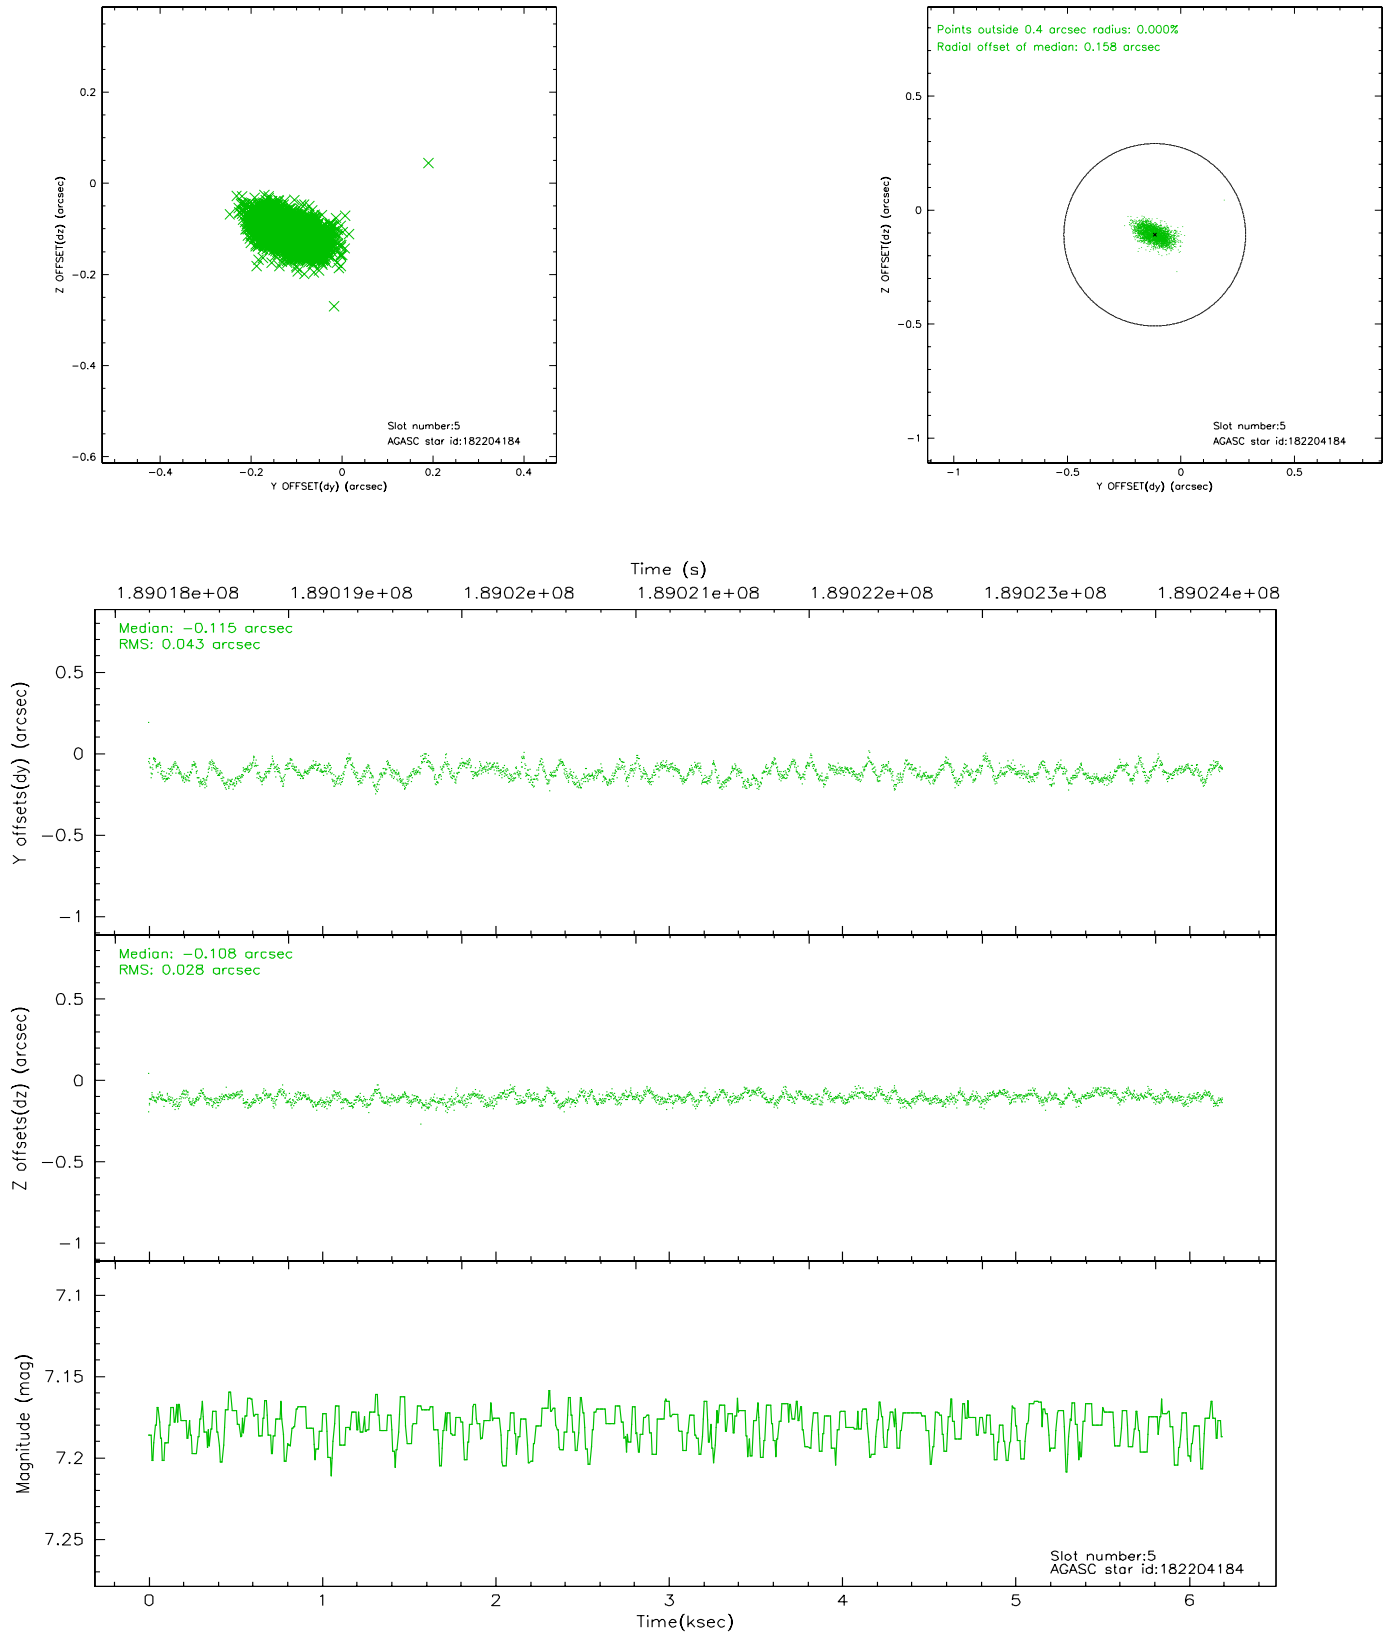 0.2
0
−0.2
−0.4
−0.6
Z OFFSET(dz) (arcsec)
Slot number:5
AGASC star id:182204184
−0.4 −0.2 0 0.2 0.4
Y OFFSET(dy) (arcsec)
Points outside 0.4 arcsec radius: 0.000%
Radial offset of median: 0.158 arcsec
0.5
0
−0.5
−1
Z OFFSET(dz) (arcsec)
Slot number:5
AGASC star id:182204184
−1 −0.5 0 0.5
Y OFFSET(dy) (arcsec)
Time (s)
1.89018e+08 1.89019e+08 1.8902e+08 1.89021e+08 1.89022e+08 1.89023e+08 1.89024e+08
Median: −0.115 arcsec
RMS: 0.043 arcsec
0.5
0
−0.5
−1
Y offsets(dy) (arcsec)
Median: −0.108 arcsec
RMS: 0.028 arcsec
0.5
0
−0.5
−1
Z offsets(dz) (arcsec)
7.1
7.15
7.2
7.25
Magnitude (mag)
Slot number:5
AGASC star id:182204184
0 1 2 3 4 5 6
Time(ksec)